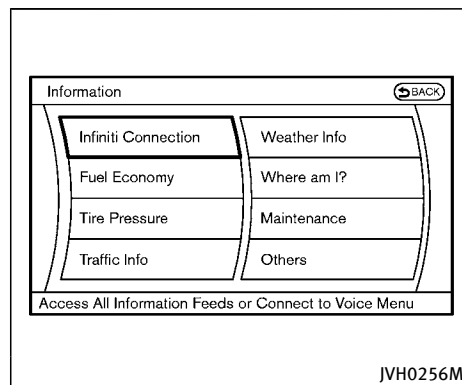 Information
BACK
Infiniti Connection
Weather Info
Fuel Economy
Where am I?
Tire Pressure
Maintenance
Traffic Info
Others
Access All Information Feeds or Connect to Voice Menu
JVH0256M